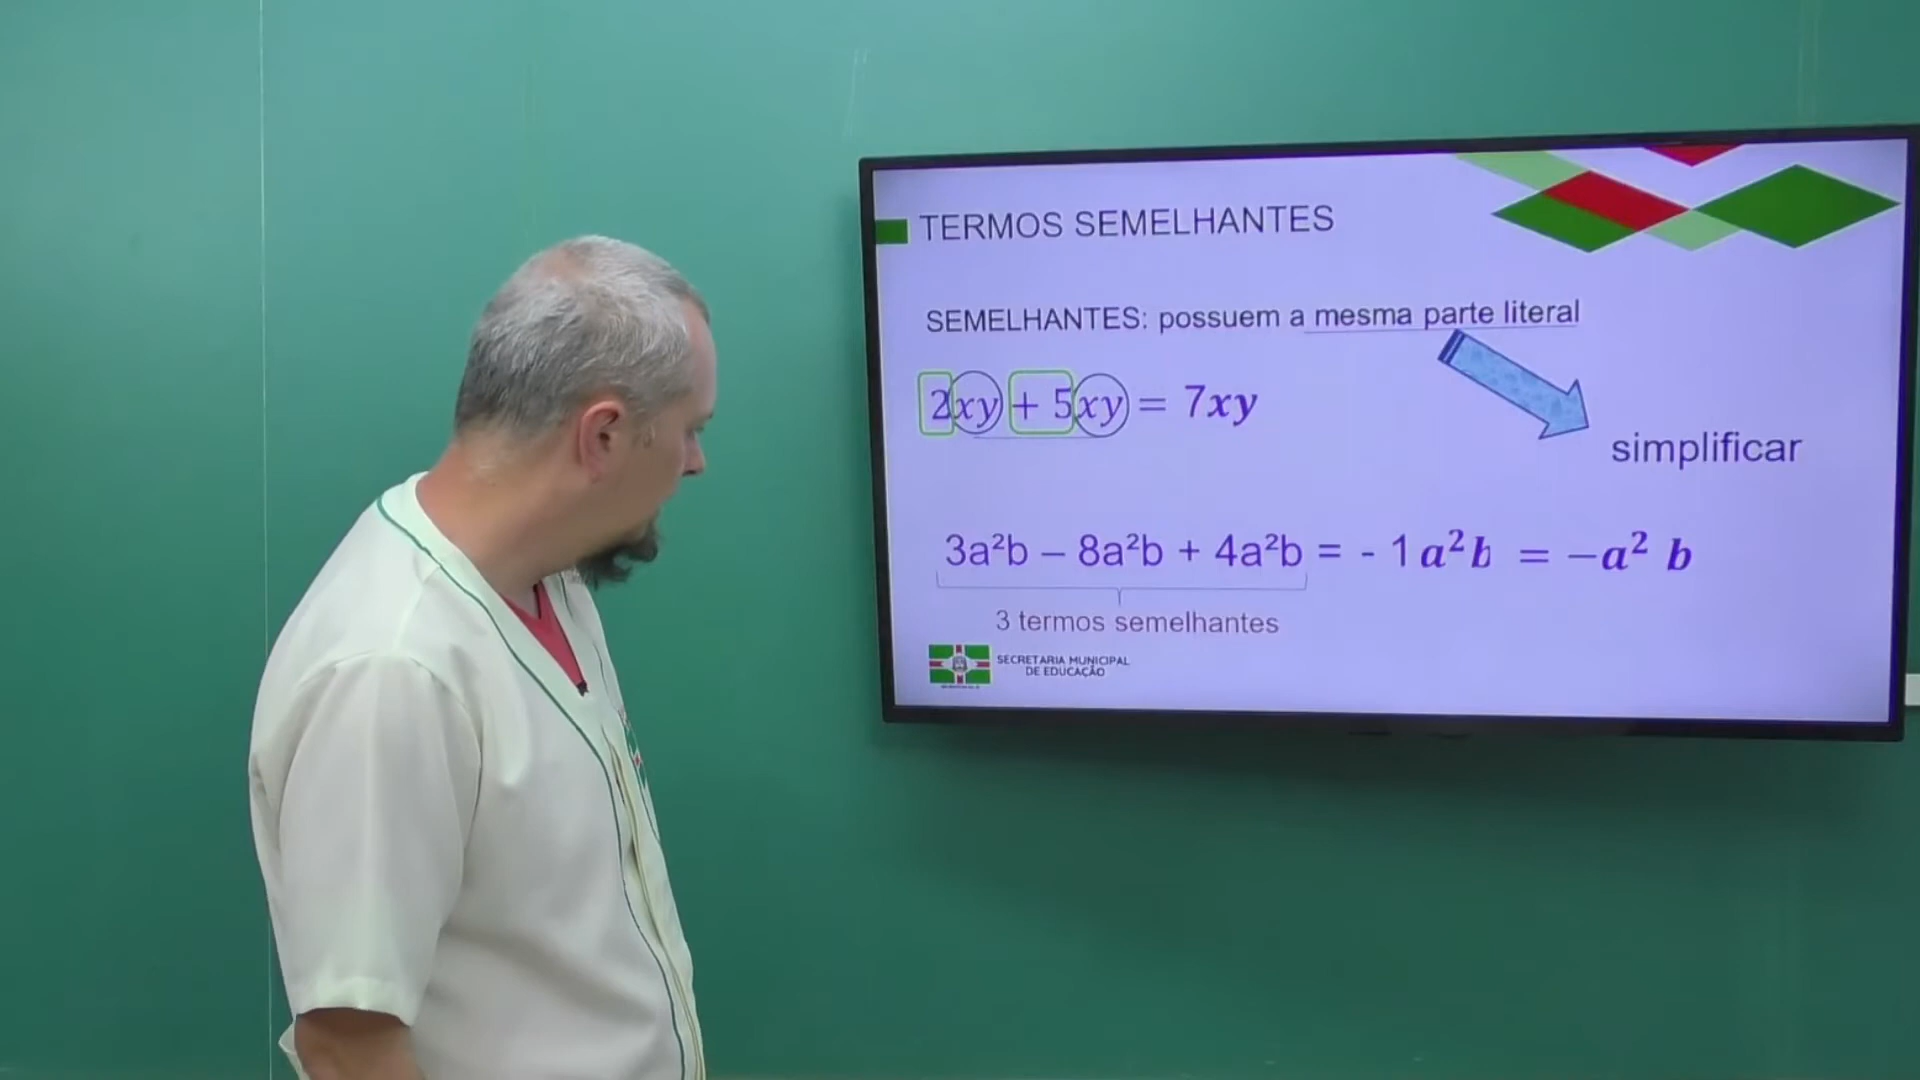 TERMOS SEMELHANTES
SEMELHANTES: possuem a mesma parte literal
2xy + 5xy = 7xy
simplificar
3a²b – 8a²b + 4a²b = - 1 a²b = −a² b
3 termos semelhantes
SECRETARIA MUNICIPAL
DE EDUCAÇÃO